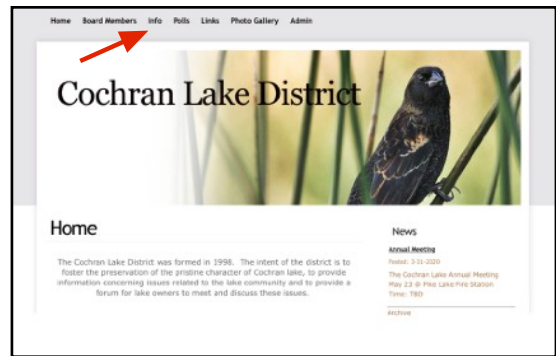 Home Board Members Info Polls Links Photo Gallery Admin
Cochran Lake District
Home
The Cochran Lake District was formed in 1998. The intent of the district is to
foster the preservation of the pristine character of Cochran lake, to provide
information concerning issues related to the lake community and to provide a
forum for lake owners to meet and discuss these issues.
News
Annual Meeting
Posted: 3-31-2020
The Cochran Lake Annual Meeting
May 23 @ Pike Lake Fire Station
Time: TBD
Archive